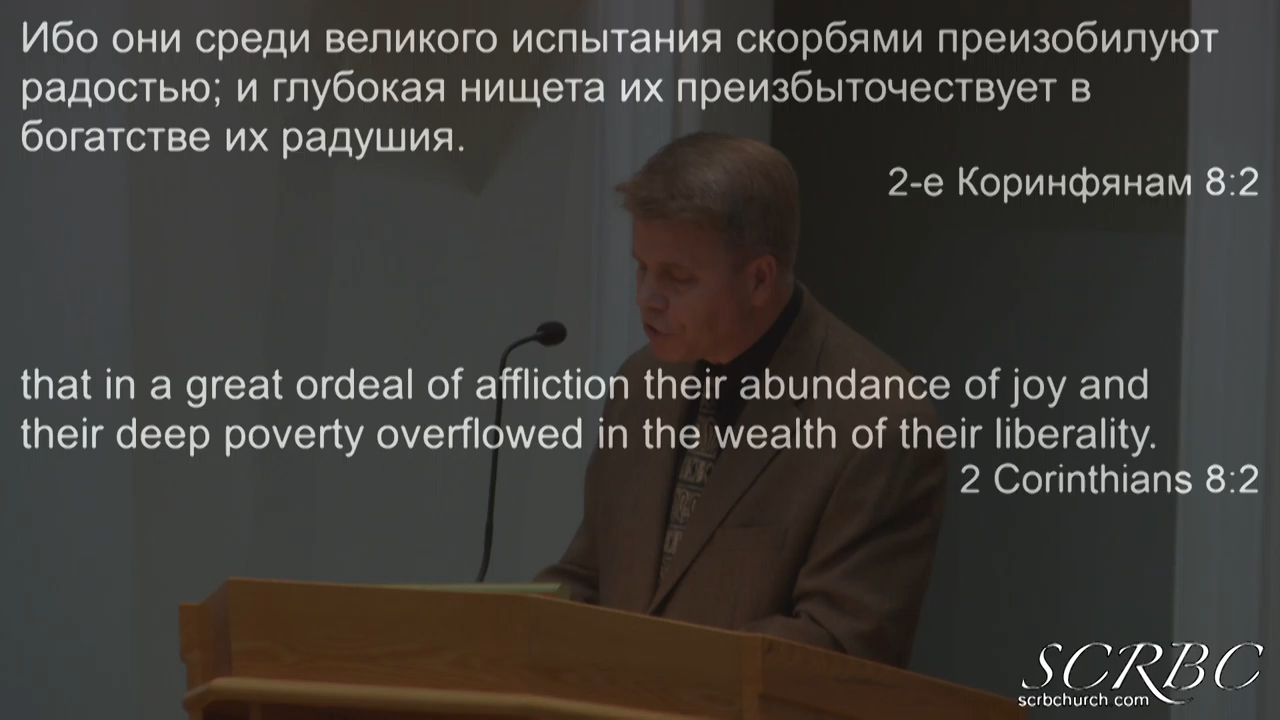 Ибо они среди великого испытания скорбями преизобилуют
радостью; и глубокая нищета их преизбыточествует в
богатстве их радушия.
2-е Коринфянам 8:2
that in a great ordeal of affliction their abundance of joy and
their deep poverty overflowed in the wealth of their liberality.
2 Corinthians 8:2
SCRBC
scrbchurch com